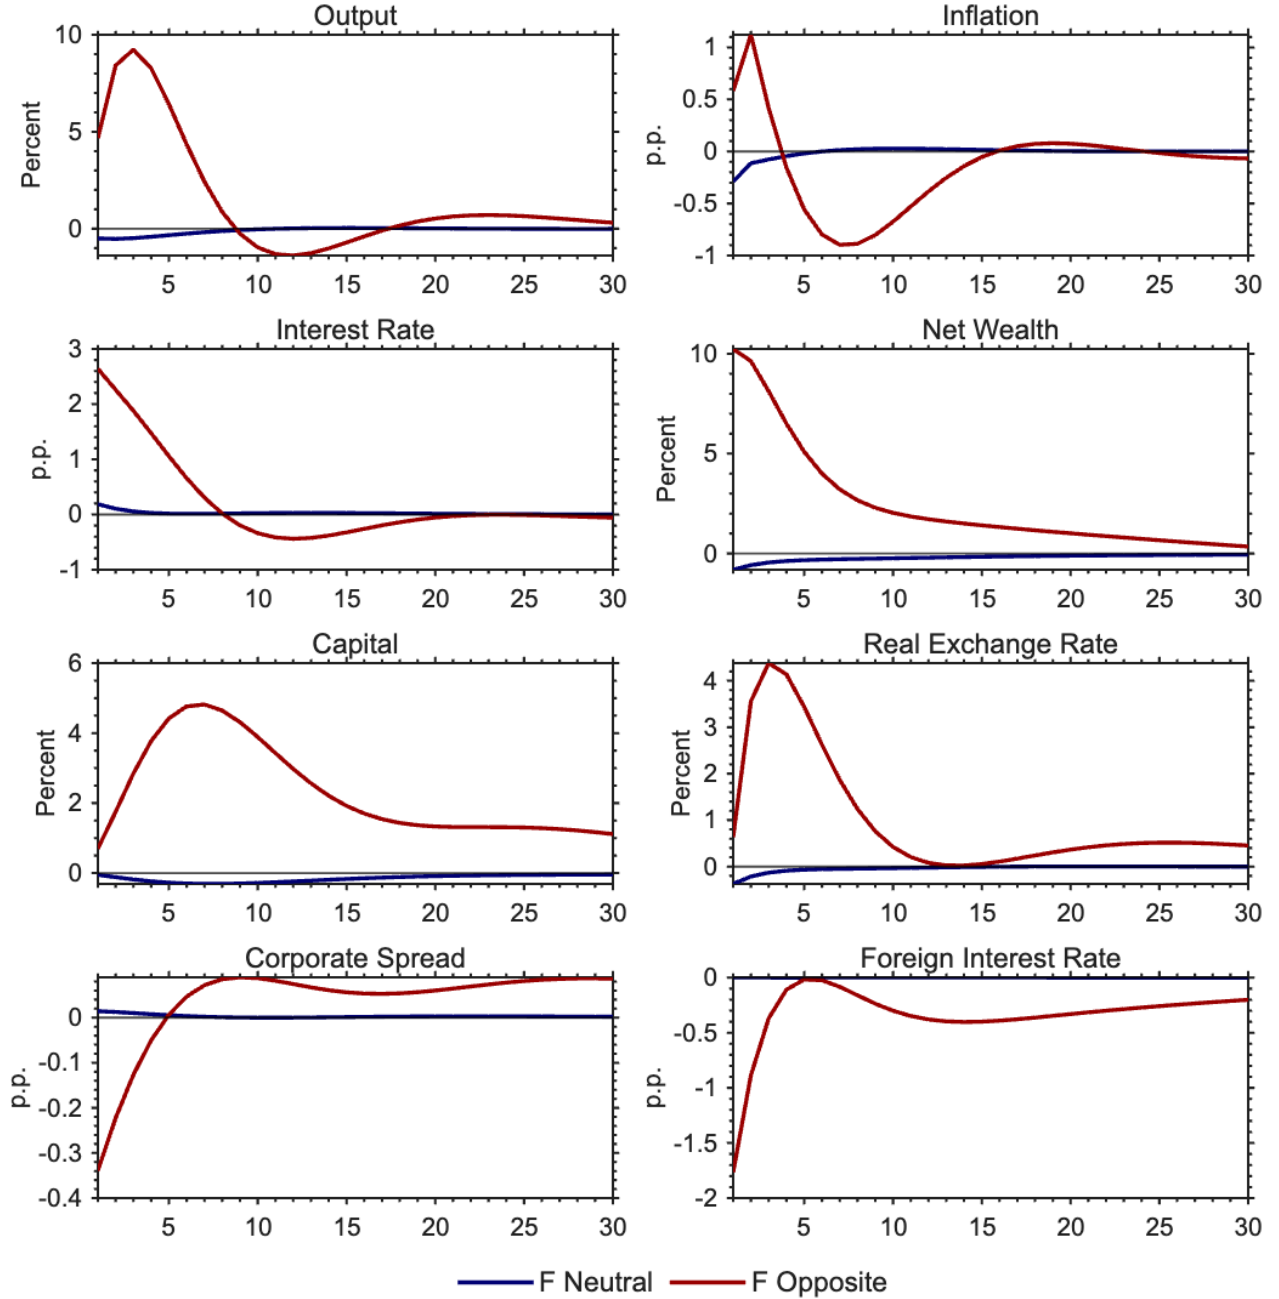 Output
10
5
0
Percent
5 10 15 20 25 30
Inflation
1
0.5
0
-0.5
-1
p.p.
5 10 15 20 25 30
Interest Rate
3
2
1
0
-1
p.p.
5 10 15 20 25 30
Net Wealth
10
5
0
Percent
5 10 15 20 25 30
Capital
6
4
2
0
Percent
5 10 15 20 25 30
Real Exchange Rate
4
3
2
1
0
Percent
5 10 15 20 25 30
Corporate Spread
0
-0.1
-0.2
-0.3
-0.4
p.p.
5 10 15 20 25 30
Foreign Interest Rate
0
-0.5
-1
-1.5
-2
p.p.
5 10 15 20 25 30
F Neutral F Opposite